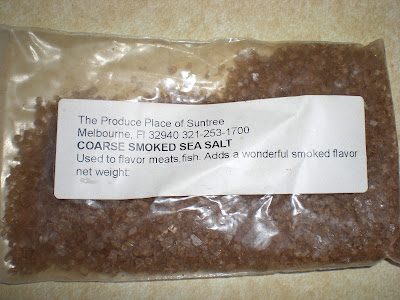 The Produce Place of Suntree
Melbourne, Fl 32940 321-253-1700
COARSE SMOKED SEA SALT
Used to flavor meats,fish. Adds a wonderful smoked flavor
net weight: